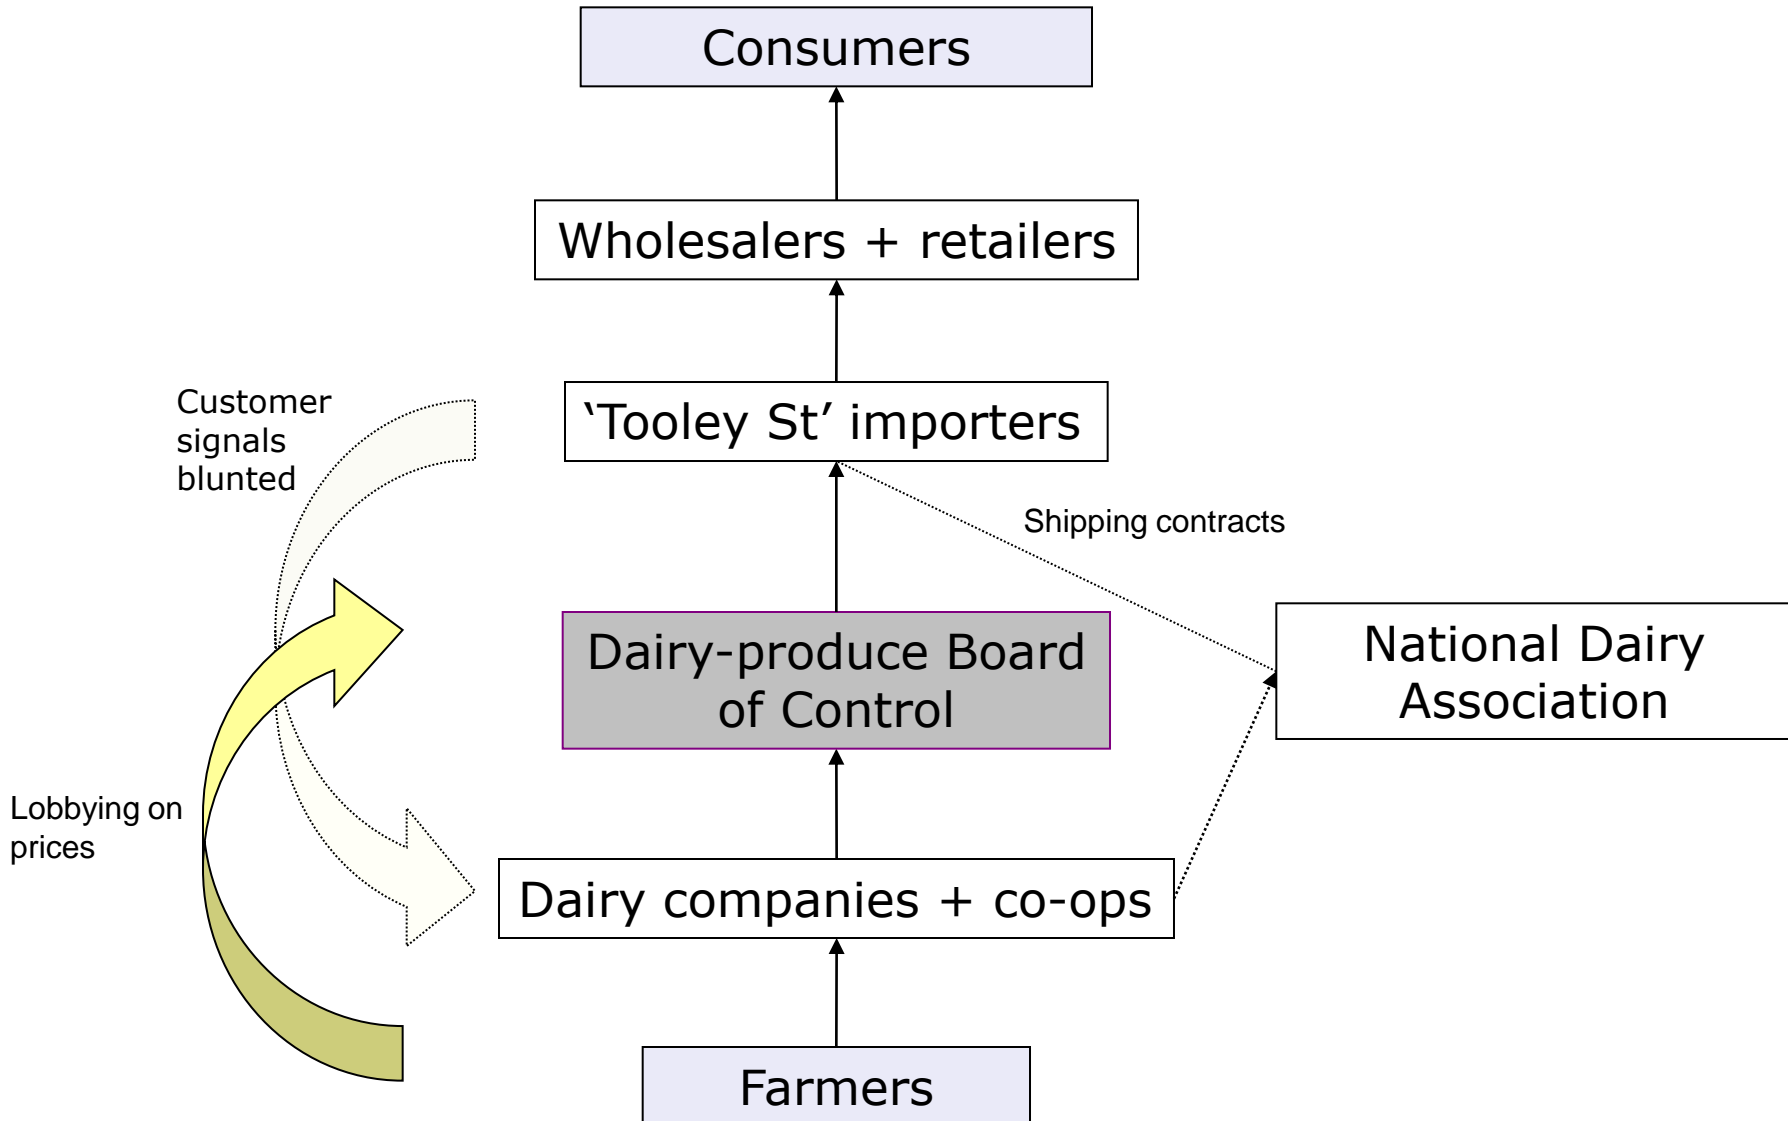 Consumers
Wholesalers + retailers
Customer
signals
blunted
‘Tooley St’ importers
Shipping contracts
Dairy-produce Board
of Control
National Dairy
Association
Lobbying on
prices
Dairy companies + co-ops
Farmers